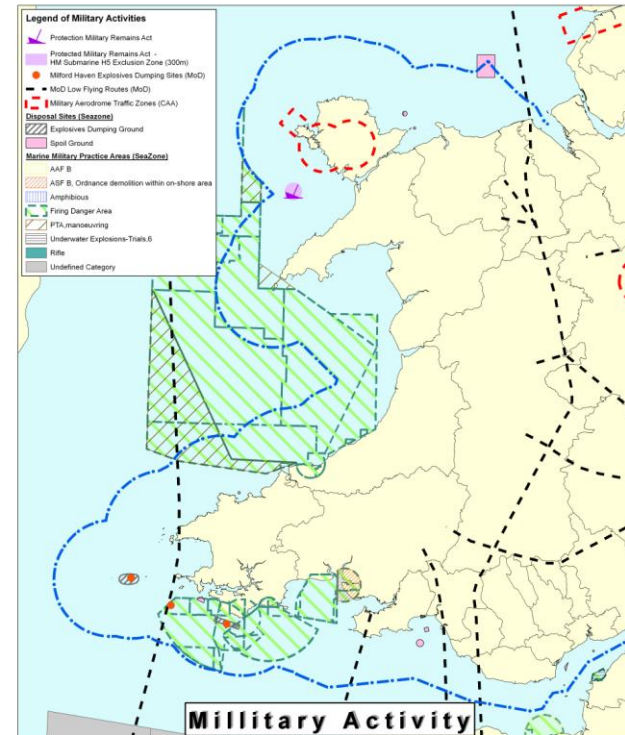 Legend of Military Activities
Protection Military Remains Act
Protected Military Remains Act -
HM Submarine H5 Exclusion Zone (300m)
Milford Haven Explosives Dumping Sites (MoD)
MoD Low Flying Routes (MoD)
Military Aerodrome Traffic Zones (CAA)
Disposal Sites (Seazone)
Explosives Dumping Ground
Spoil Ground
Marine Military Practice Areas (SeaZone)
AAF B
ASF B, Ordnance demolition within on-shore area
Amphibious
Firing Danger Area
PTA,manoeuvring
Underwater Explosions-Trials,6
Rifle
Undefined Category
Millitary Activity